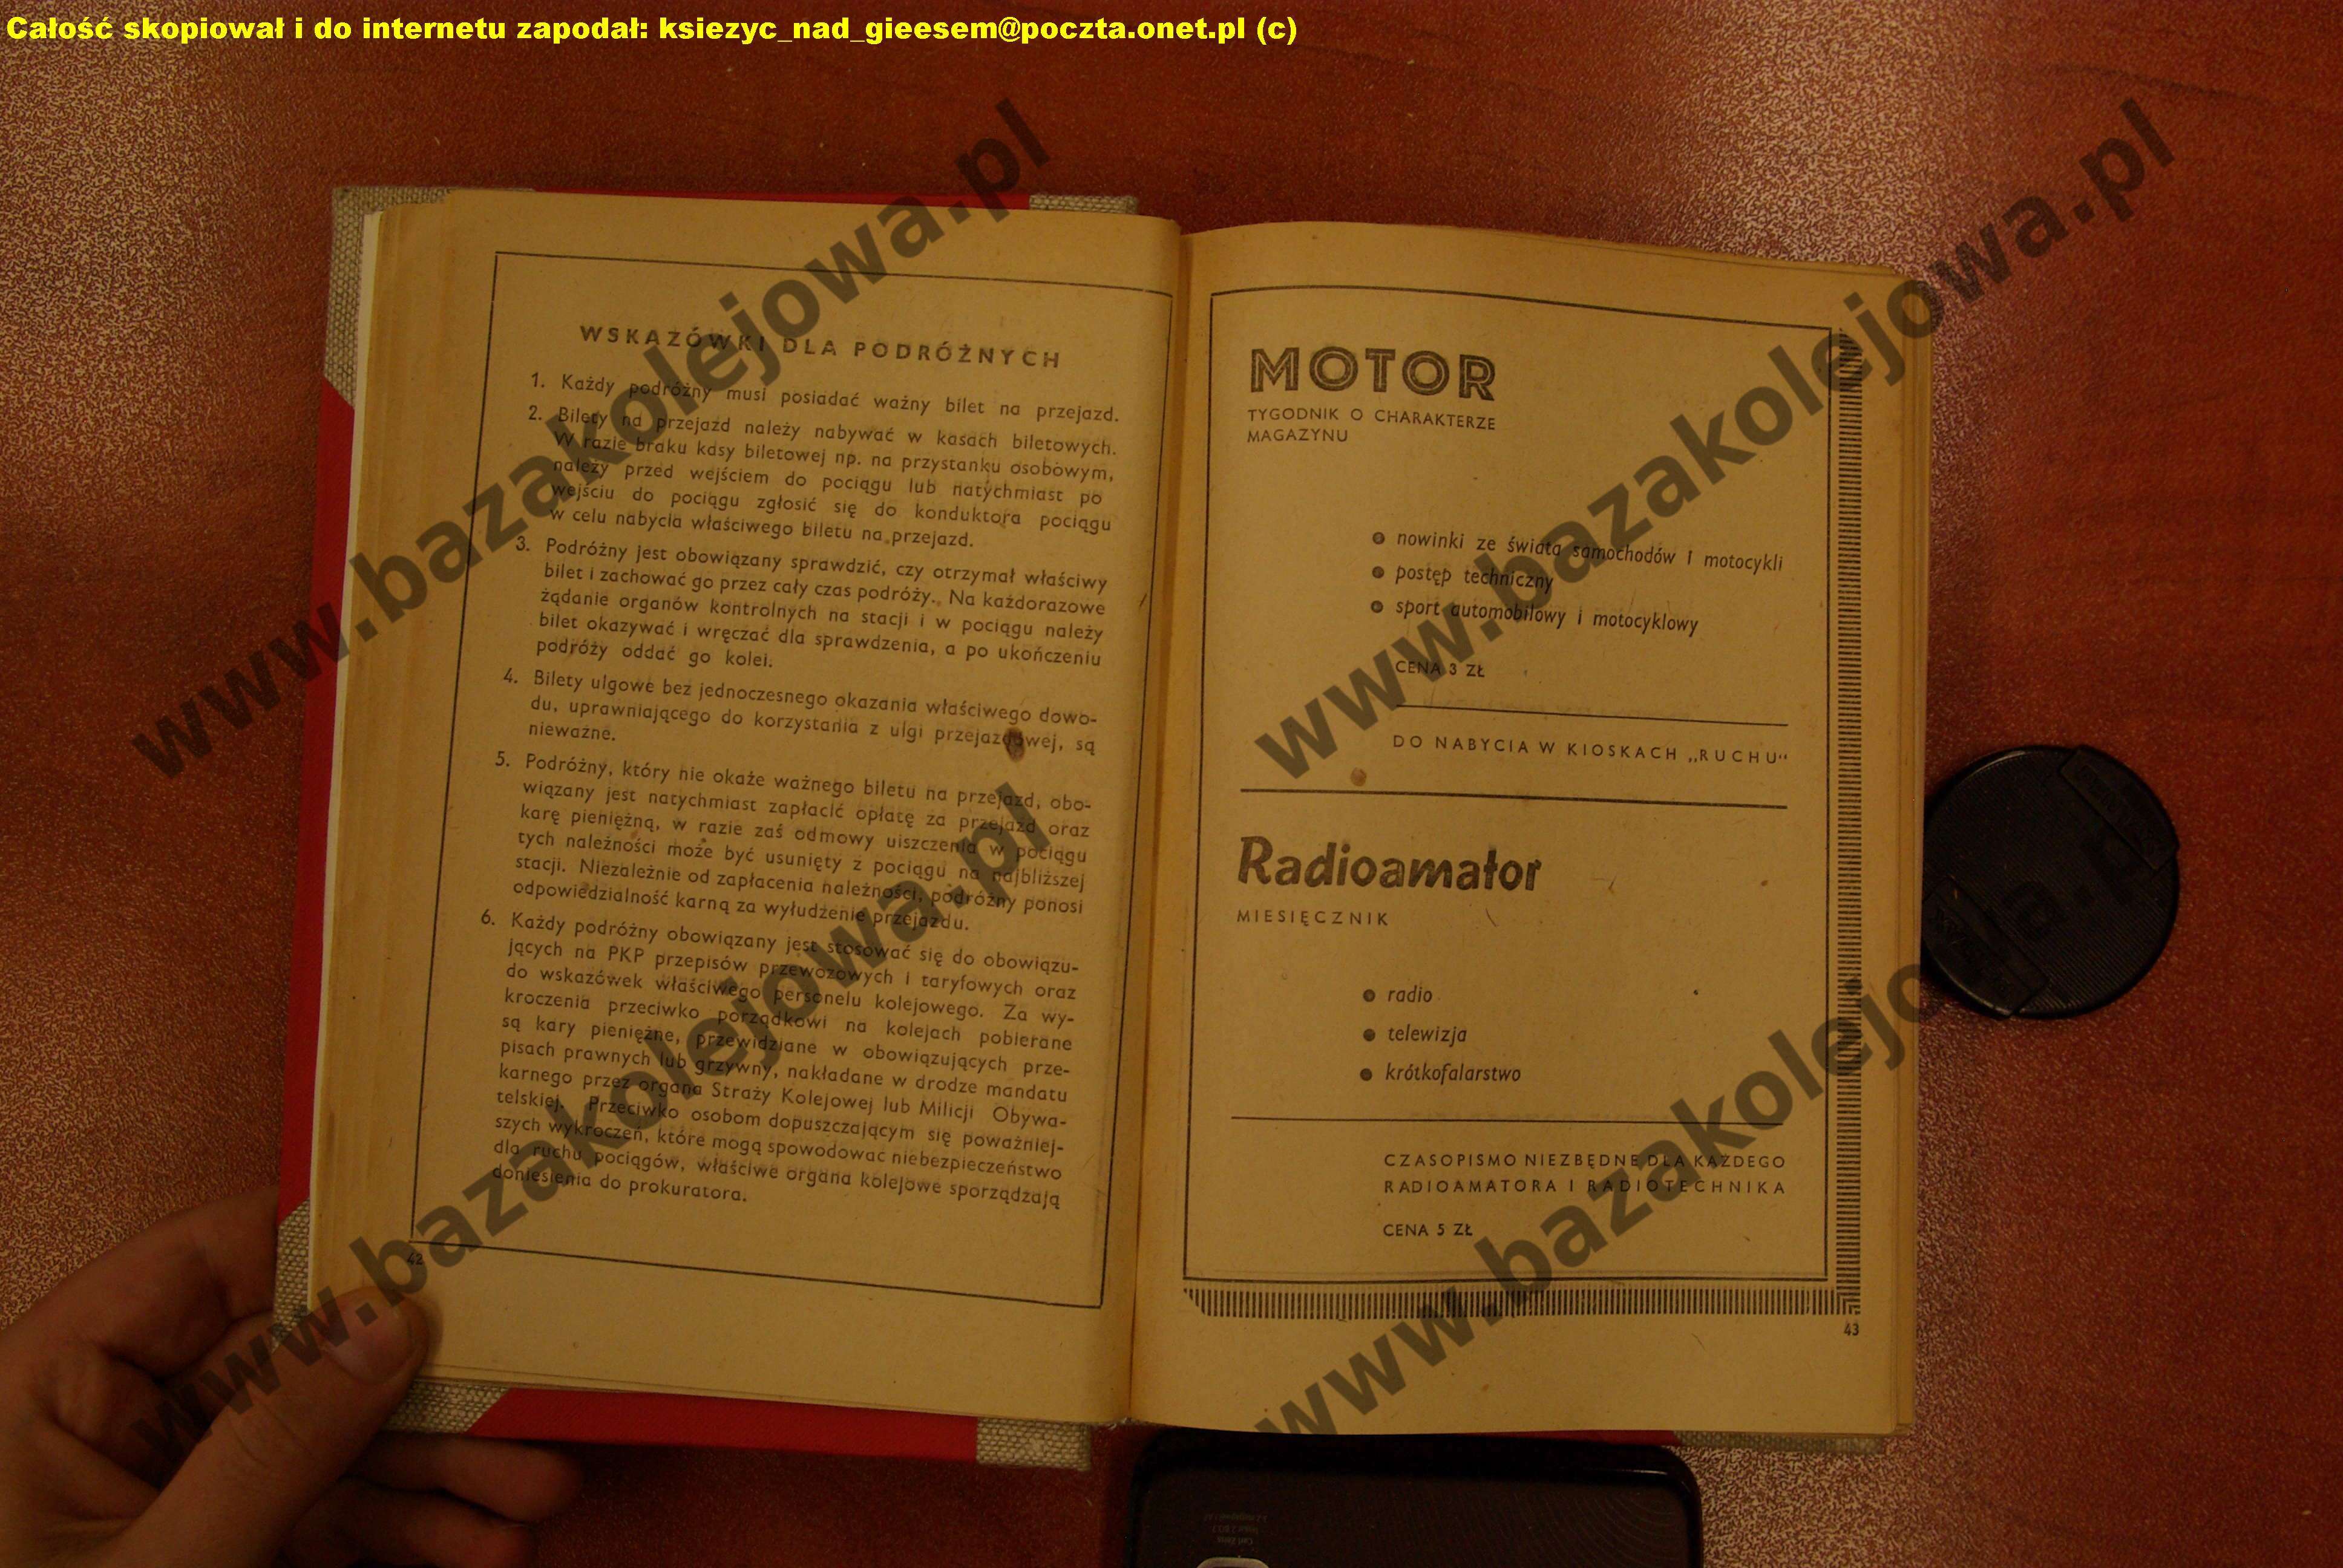 Całość skopiował i do internetu zapodał: ksiezyc_nad_gieesem@poczta.onet.pl (c)
www.bazakolejowa.pl
www.bazakolejowa.pl
www.bazakolejowa.pl
www.bazakolejowa.pl
WSKAZÓWKI DLA PODRÓŻNYCH
1. Każdy podróżny musi posiadać ważny bilet na przejazd.
2. Bilety na przejazd należy nabywać w kasach biletowych.
W razie braku kasy biletowej np. na przystanku osobowym,
należy przed wejściem do pociągu lub natychmiast po
wejściu do pociągu zgłosić się do konduktora pociągu
w celu nabycia właściwego biletu na przejazd.
3. Podróżny jest obowiązany sprawdzić, czy otrzymał właściwy
bilet i zachować go przez cały czas podróży. Na każdorazowe
żądanie organów kontrolnych na stacji i w pociągu należy
bilet okazywać i wręczać dla sprawdzenia, a po ukończeniu
podróży oddać go kolei.
4. Bilety ulgowe bez jednoczesnego okazania właściwego dowo-
du, uprawniającego do korzystania z ulgi przejazdowej, są
nieważne.
5. Podróżny, który nie okaże ważnego biletu na przejazd, obo-
wiązany jest natychmiast zapłacić opłatę za przejazd oraz
karę pieniężną, w razie zaś odmowy uiszczenia w pociągu
tych należności może być usunięty z pociągu na najbliższej
stacji. Niezależnie od zapłacenia należności, podróżny ponosi
odpowiedzialność karną za wyłudzenie przejazdu.
6. Każdy podróżny obowiązany jest stosować się do obowiązu-
jących na PKP przepisów przewozowych i taryfowych oraz
do wskazówek właściwego personelu kolejowego. Za wy-
kroczenia przeciwko porządkowi na kolejach pobierane
są kary pieniężne, przewidziane w obowiązujących prze-
pisach prawnych lub grzywny, nakładane w drodze mandatu
karnego przez organa Straży Kolejowej lub Milicji Obywa-
telskiej. Przeciwko osobom dopuszczającym się poważniej-
szych wykroczeń, które mogą spowodować niebezpieczeństwo
dla ruchu pociągów, właściwe organa kolejowe sporządzają
doniesienia do prokuratora.
42
MOTOR
TYGODNIK O CHARAKTERZE
MAGAZYNU
● nowinki ze świata samochodów i motocykli
● postęp techniczny
● sport automobilowy i motocyklowy
CENA 3 ZŁ
DO NABYCIA W KIOSKACH „RUCHU"
Radioamator
MIESIĘCZNIK
● radio
● telewizja
● krótkofalarstwo
CZASOPISMO NIEZBĘDNE DLA KAŻDEGO
RADIOAMATORA I RADIOTECHNIKA
CENA 5 ZŁ
43